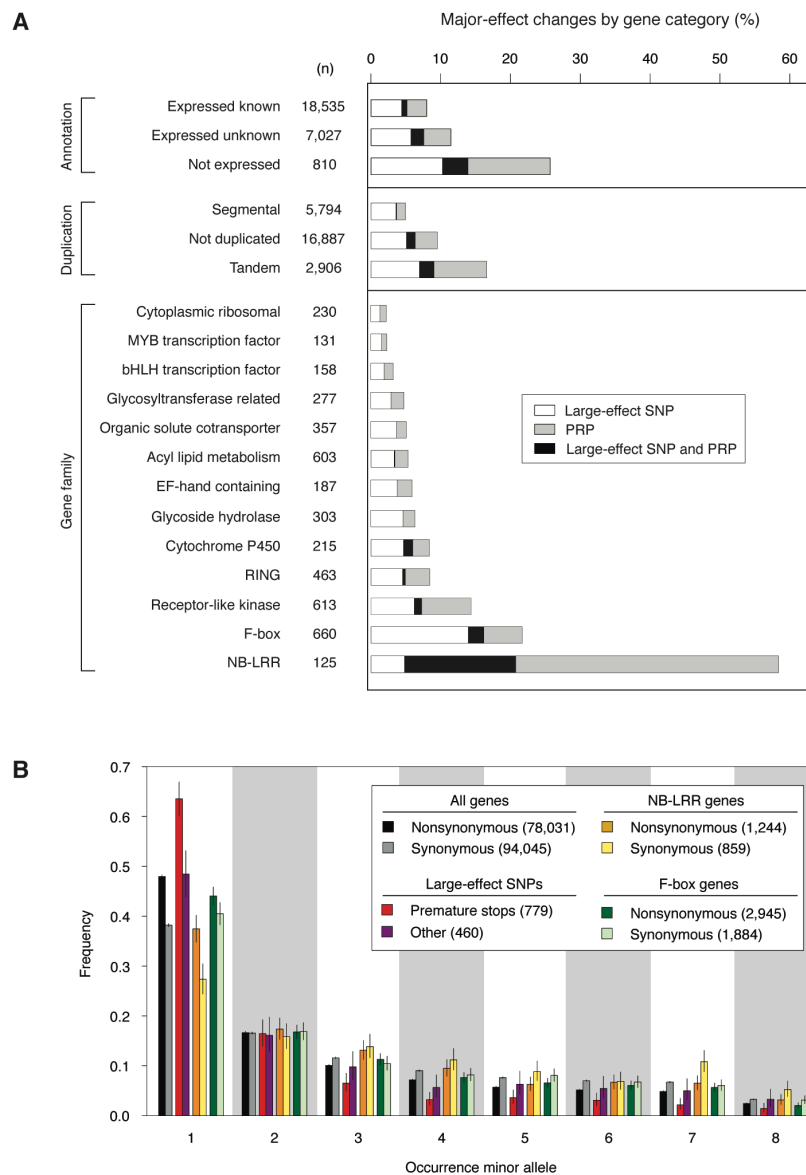 A
Major-effect changes by gene category (%)
(n)
0 10 20 30 40 50 60
Annotation
Expressed known 18,535
Expressed unknown 7,027
Not expressed 810
Duplication
Segmental 5,794
Not duplicated 16,887
Tandem 2,906
Gene family
Cytoplasmic ribosomal 230
MYB transcription factor 131
bHLH transcription factor 158
Glycosyltransferase related 277
Organic solute cotransporter 357
Acyl lipid metabolism 603
EF-hand containing 187
Glycoside hydrolase 303
Cytochrome P450 215
RING 463
Receptor-like kinase 613
F-box 660
NB-LRR 125
Large-effect SNP
PRP
Large-effect SNP and PRP
B
Frequency
0.7
0.6
0.5
0.4
0.3
0.2
0.1
0.0
All genes
Nonsynonymous (78,031)
Synonymous (94,045)
NB-LRR genes
Nonsynonymous (1,244)
Synonymous (859)
Large-effect SNPs
Premature stops (779)
Other (460)
F-box genes
Nonsynonymous (2,945)
Synonymous (1,884)
1 2 3 4 5 6 7 8
Occurrence minor allele